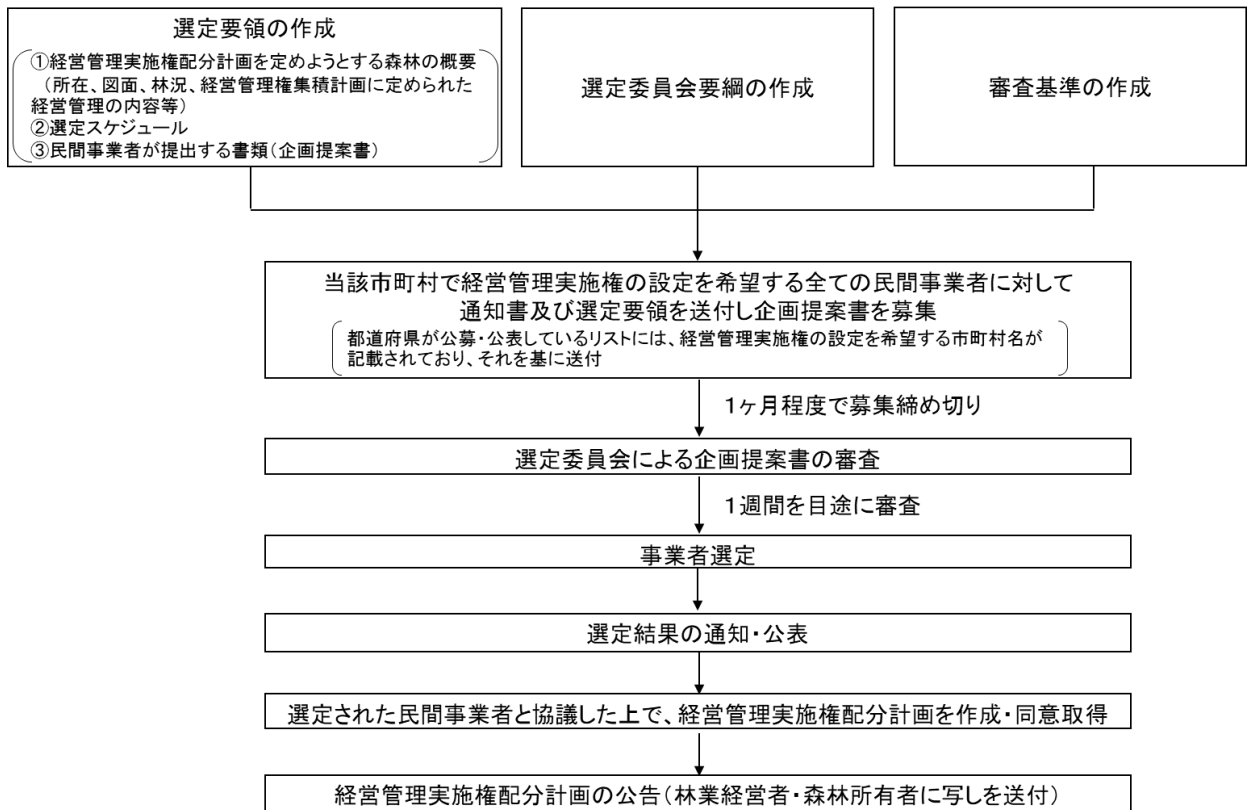 選定要領の作成
①経営管理実施権配分計画を定めようとする森林の概要
（所在、図面、林況、経営管理権集積計画に定められた
経営管理の内容等）
②選定スケジュール
③民間事業者が提出する書類（企画提案書）
選定委員会要綱の作成
審査基準の作成
当該市町村で経営管理実施権の設定を希望する全ての民間事業者に対して
通知書及び選定要領を送付し企画提案書を募集
都道府県が公募・公表しているリストには、経営管理実施権の設定を希望する市町村名が
記載されており、それを基に送付
1ヶ月程度で募集締め切り
選定委員会による企画提案書の審査
1週間を目途に審査
事業者選定
選定結果の通知・公表
選定された民間事業者と協議した上で、経営管理実施権配分計画を作成・同意取得
経営管理実施権配分計画の公告（林業経営者・森林所有者に写しを送付）